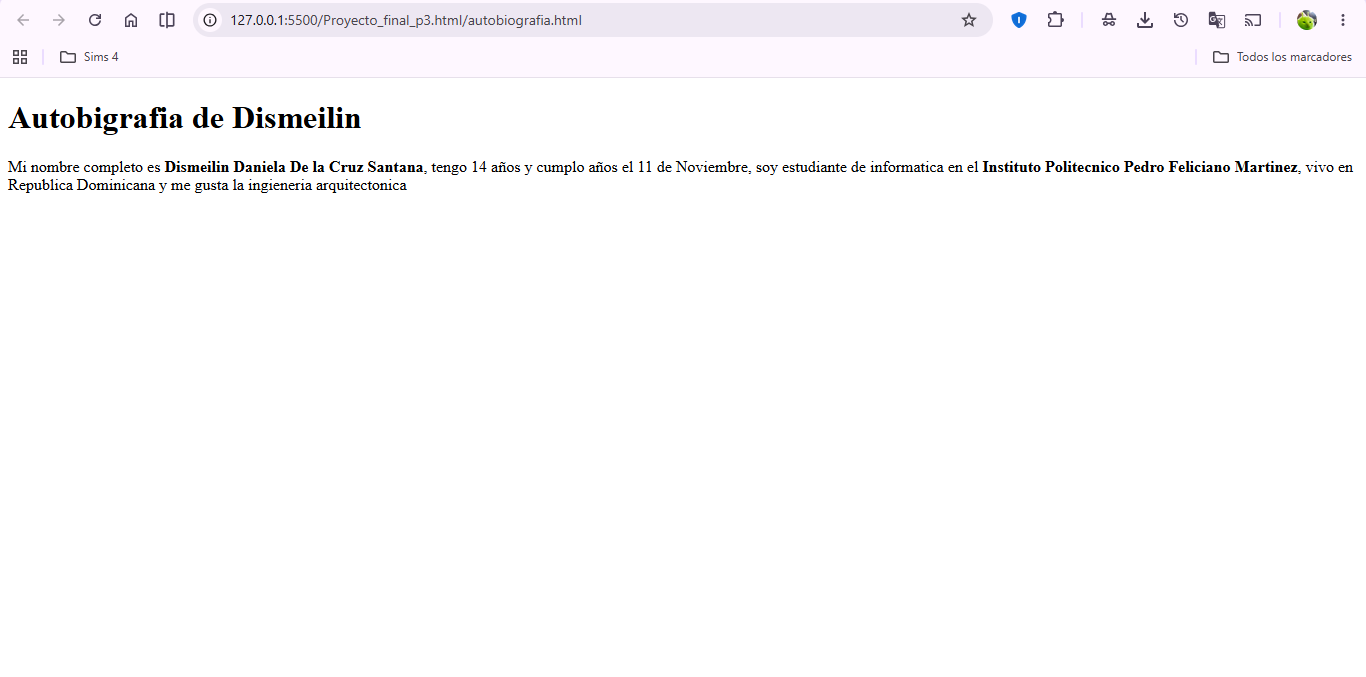 127.0.0.1:5500/Proyecto_final_p3.html/autobiografia.html
Sims 4
Todos los marcadores
Autobigrafia de Dismeilin
Mi nombre completo es Dismeilin Daniela De la Cruz Santana, tengo 14 años y cumplo años el 11 de Noviembre, soy estudiante de informatica en el Instituto Politecnico Pedro Feliciano Martinez, vivo en
Republica Dominicana y me gusta la ingieneria arquitectonica